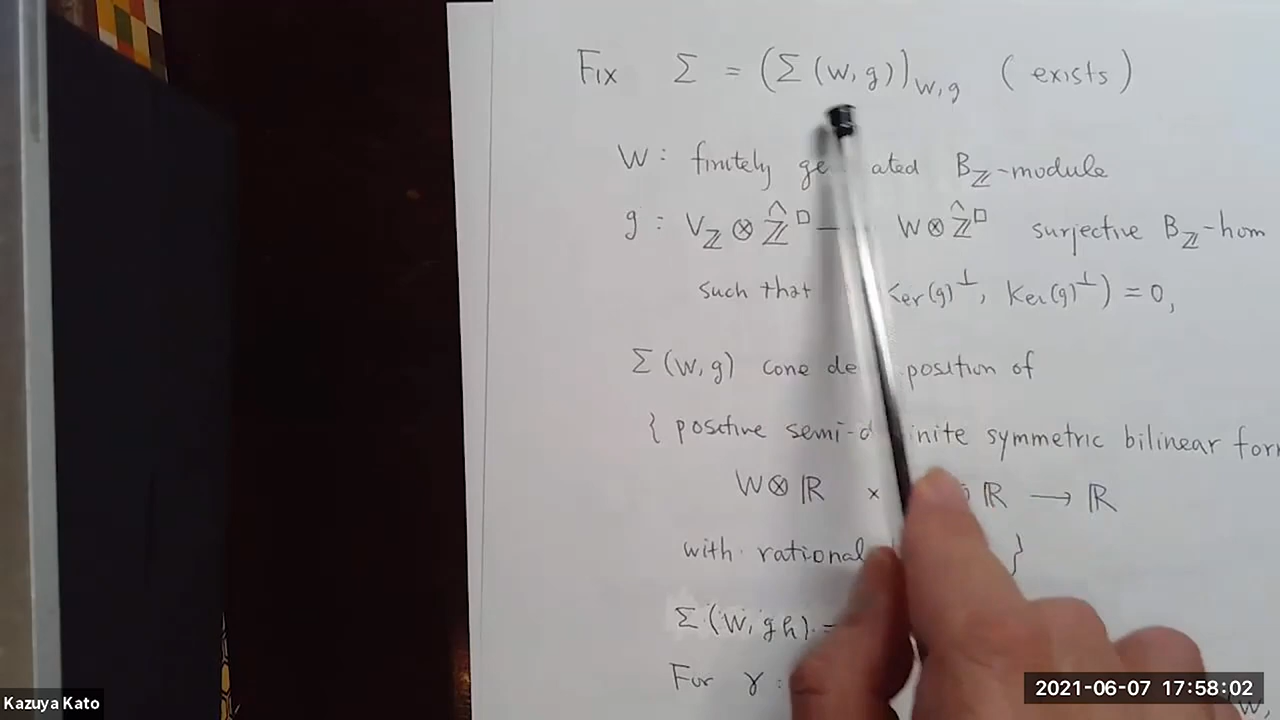 Fix Σ = (Σ(W, g))_{W, g} (exists)
W : finitely ge ated B_ℤ-module
g : V_ℤ ⊗ ℤ̂^□ — W ⊗ ℤ̂^□ surjective B_ℤ-hom
such that Ker(g)^⊥, Ker(g)^⊥) = 0,
Σ(W, g) cone de position of
{ positive semi-d inite symmetric bilinear for
W ⊗ ℝ × ℝ → ℝ
with rational }
Σ(W, gh) =
For γ :
Kazuya Kato
2021-06-07 17:58:02